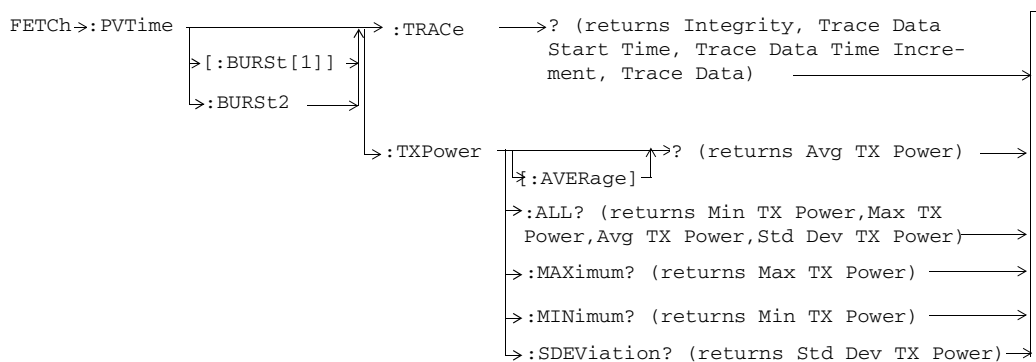 FETCh :PVTime :TRACe ? (returns Integrity, Trace Data
Start Time, Trace Data Time Incre-
ment, Trace Data)
[:BURSt[1]]
:BURSt2
:TXPower ? (returns Avg TX Power)
[:AVERage]
:ALL? (returns Min TX Power,Max TX
Power,Avg TX Power,Std Dev TX Power)
:MAXimum? (returns Max TX Power)
:MINimum? (returns Min TX Power)
:SDEViation? (returns Std Dev TX Power)